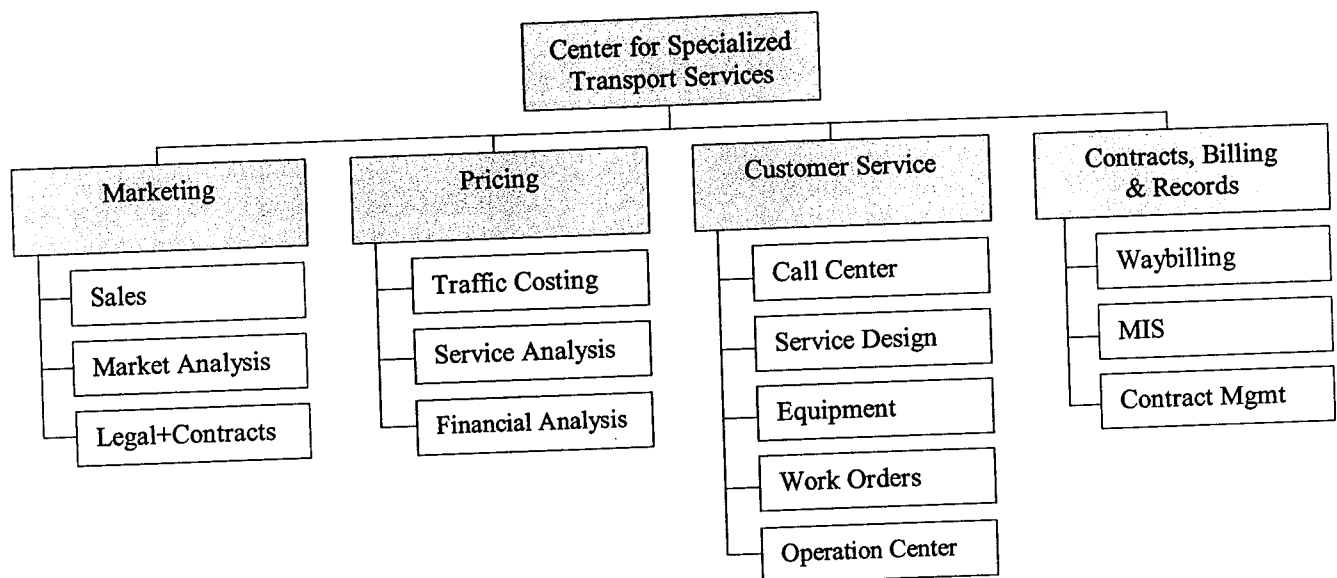 Center for Specialized
Transport Services
Marketing
Sales
Market Analysis
Legal+Contracts
Pricing
Traffic Costing
Service Analysis
Financial Analysis
Customer Service
Call Center
Service Design
Equipment
Work Orders
Operation Center
Contracts, Billing
& Records
Waybilling
MIS
Contract Mgmt